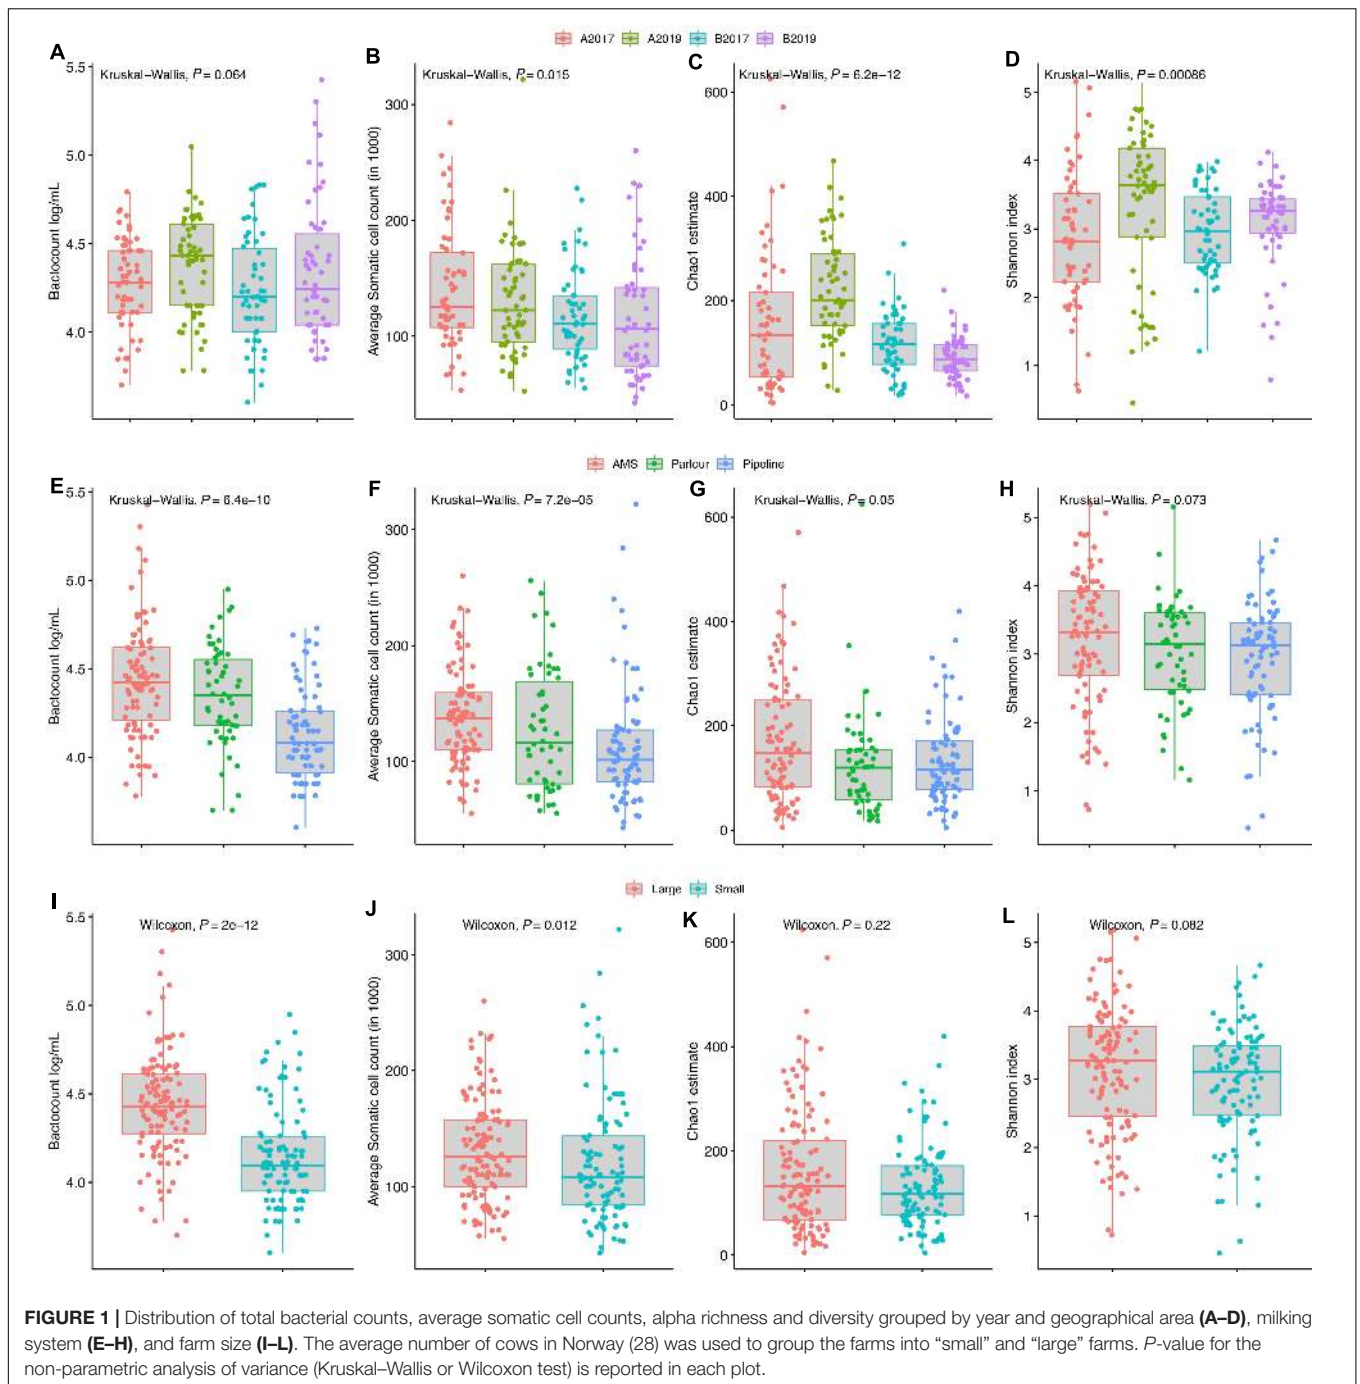 A2017 A2019 B2017 B2019
A
Kruskal–Wallis, P = 0.064
Bactocount log/mL
5.5
5.0
4.5
4.0
B
Kruskal–Wallis, P = 0.015
Average Somatic cell count (in 1000)
300
200
100
C
Kruskal–Wallis, P = 6.2e−12
Chao1 estimate
600
400
200
0
D
Kruskal–Wallis, P = 0.00086
Shannon index
5
4
3
2
1
AMS Parlour Pipeline
E
Kruskal–Wallis, P = 6.4e−10
Bactocount log/mL
5.5
5.0
4.5
4.0
F
Kruskal–Wallis, P = 7.2e−05
Average Somatic cell count (in 1000)
300
200
100
G
Kruskal–Wallis, P = 0.05
Chao1 estimate
600
400
200
0
H
Kruskal–Wallis, P = 0.073
Shannon index
5
4
3
2
1
Large Small
I
Wilcoxon, P = 2e−12
Bactocount log/mL
5.5
5.0
4.5
4.0
J
Wilcoxon, P = 0.012
Average Somatic cell count (in 1000)
300
200
100
K
Wilcoxon, P = 0.22
Chao1 estimate
600
400
200
0
L
Wilcoxon, P = 0.082
Shannon index
5
4
3
2
1
FIGURE 1 | Distribution of total bacterial counts, average somatic cell counts, alpha richness and diversity grouped by year and geographical area (A–D), milking
system (E–H), and farm size (I–L). The average number of cows in Norway (28) was used to group the farms into “small” and “large” farms. P-value for the
non-parametric analysis of variance (Kruskal–Wallis or Wilcoxon test) is reported in each plot.